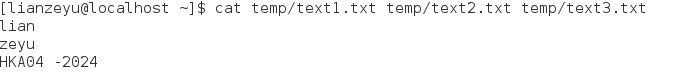 [lianzeyu@localhost ~]$ cat temp/text1.txt temp/text2.txt temp/text3.txt
lian
zeyu
HKA04 -2024